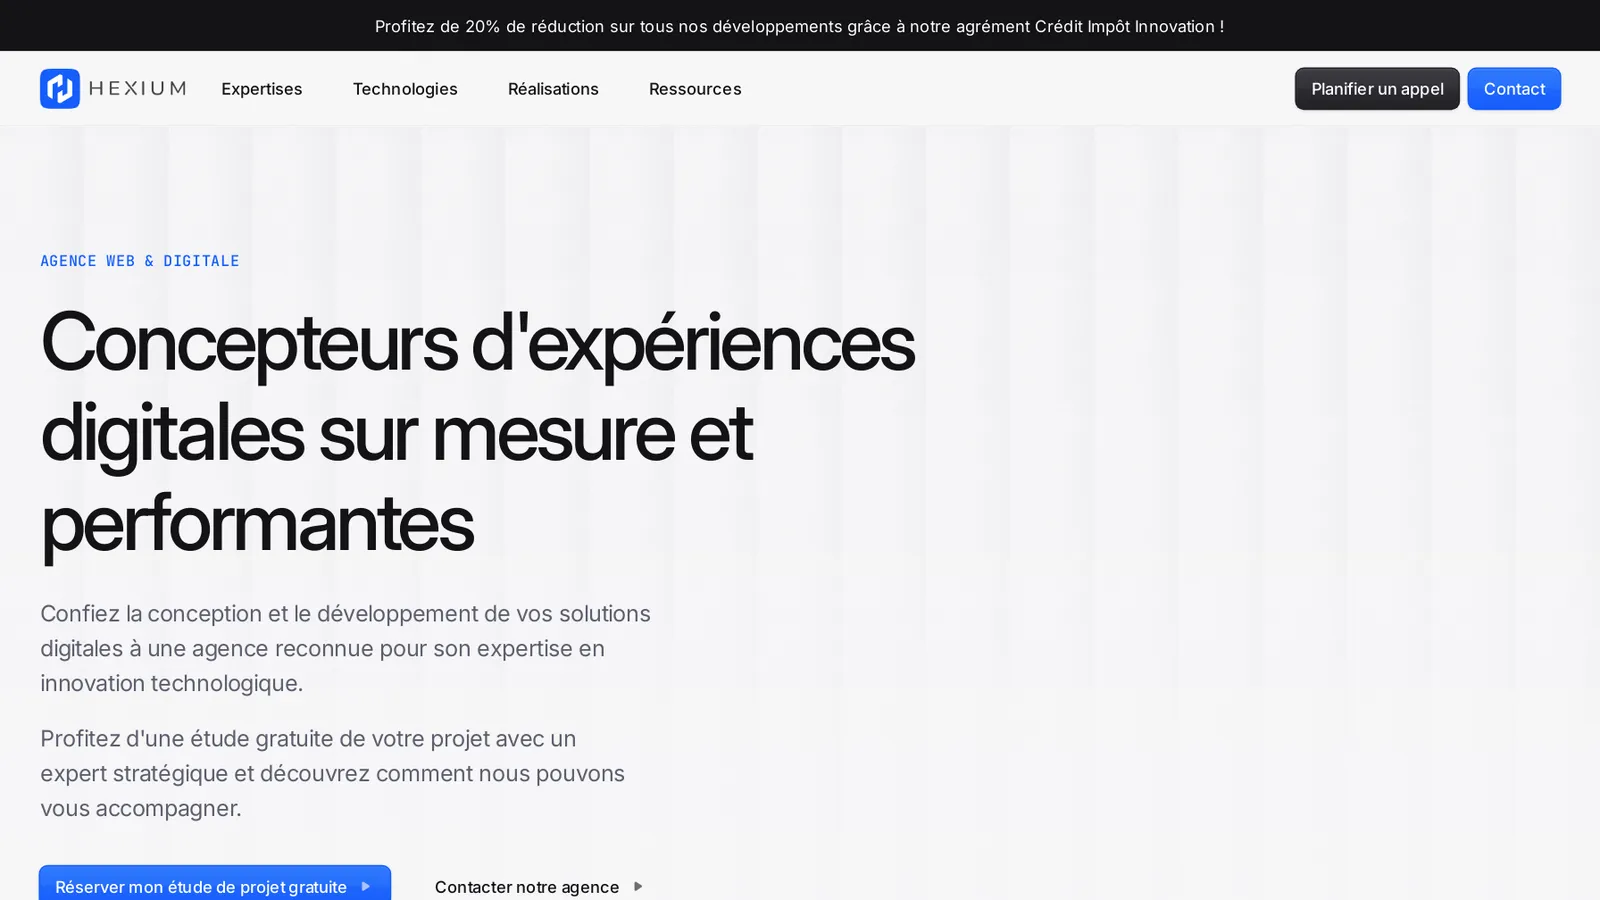 Profitez de 20% de réduction sur tous nos développements grâce à notre agrément Crédit Impôt Innovation !
HEXIUM
Expertises
Technologies
Réalisations
Ressources
Planifier un appel
Contact
AGENCE WEB & DIGITALE
Concepteurs d'expériences
digitales sur mesure et
performantes
Confiez la conception et le développement de vos solutions
digitales à une agence reconnue pour son expertise en
innovation technologique.
Profitez d'une étude gratuite de votre projet avec un
expert stratégique et découvrez comment nous pouvons
vous accompagner.
Réserver mon étude de projet gratuite
Contacter notre agence